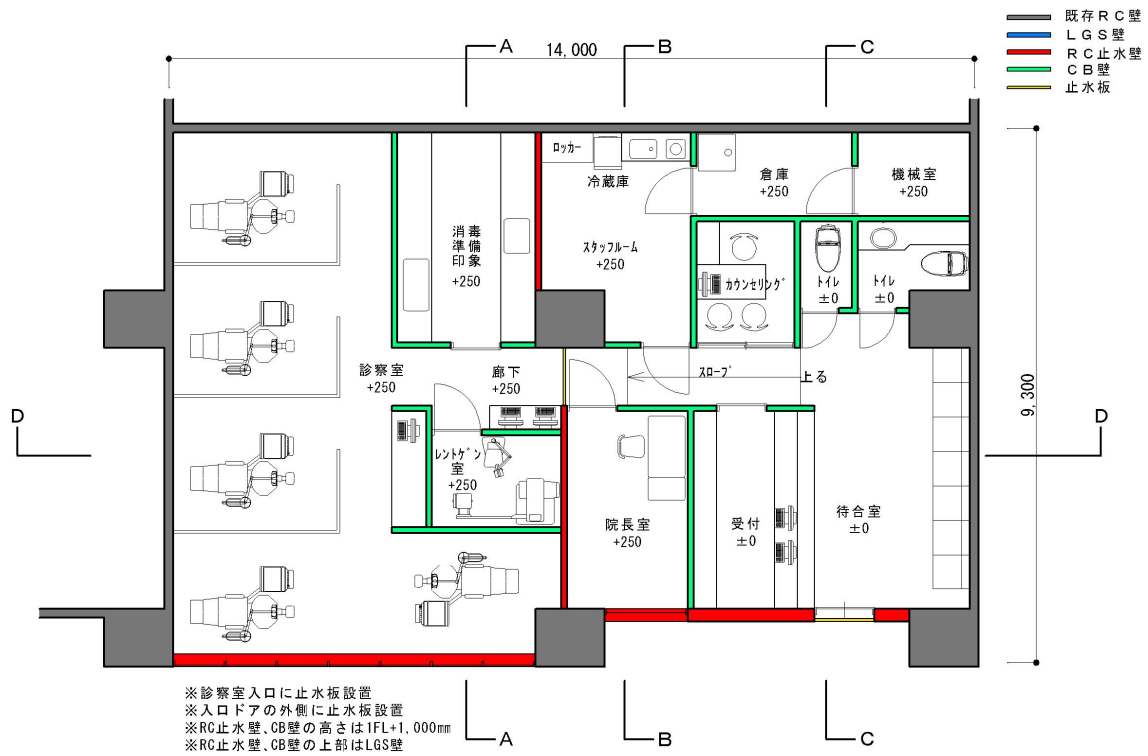 既存RC壁
LGS壁
RC止水壁
CB壁
止水板
A
14,000
B
C
ロッカー
冷蔵庫
倉庫
+250
機械室
+250
消毒
準備
印象
+250
スタッフルーム
+250
カウンセリング
トイレ
±0
トイレ
±0
診察室
+250
廊下
+250
スロープ
上る
9,300
D
D
レントゲン
室
+250
院長室
+250
受付
±0
待合室
±0
※診察室入口に止水板設置
※入口ドアの外側に止水板設置
※RC止水壁、CB壁の高さは1FL+1,000mm
※RC止水壁、CB壁の上部はLGS壁
A
B
C